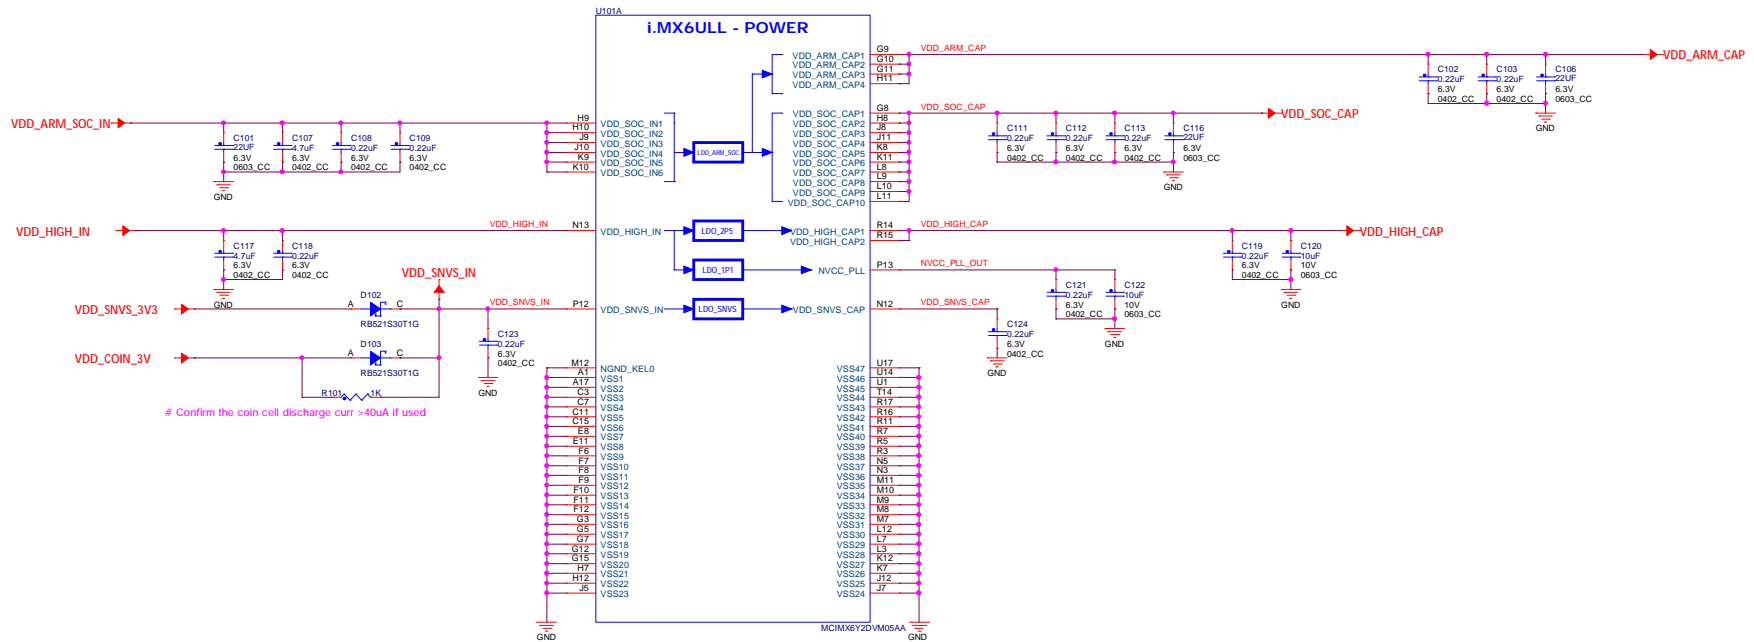 U101A
i.MX6ULL - POWER
VDD_ARM_CAP1 G9 VDD_ARM_CAP
VDD_ARM_CAP2 G10
VDD_ARM_CAP3 G11
VDD_ARM_CAP4 H11
VDD_ARM_CAP
C102 0.22uF 6.3V 0402_CC
C103 0.22uF 6.3V 0402_CC
C106 22UF 6.3V 0603_CC
GND
VDD_ARM_SOC_IN
C101 22UF 6.3V 0603_CC
C107 4.7uF 6.3V 0402_CC
C108 0.22uF 6.3V 0402_CC
C109 0.22uF 6.3V 0402_CC
GND
H9 VDD_SOC_IN1
H10 VDD_SOC_IN2
J9 VDD_SOC_IN3
J10 VDD_SOC_IN4
K9 VDD_SOC_IN5
K10 VDD_SOC_IN6
LDO_ARM_SOC
VDD_SOC_CAP1 G8 VDD_SOC_CAP
VDD_SOC_CAP2 H8
VDD_SOC_CAP3 J8
VDD_SOC_CAP4 J11
VDD_SOC_CAP5 K8
VDD_SOC_CAP6 K11
VDD_SOC_CAP7 L8
VDD_SOC_CAP8 L9
VDD_SOC_CAP9 L10
VDD_SOC_CAP10 L11
VDD_SOC_CAP
C111 0.22uF 6.3V 0402_CC
C112 0.22uF 6.3V 0402_CC
C113 0.22uF 6.3V 0402_CC
C116 22UF 6.3V 0603_CC
GND
VDD_HIGH_IN
VDD_HIGH_IN N13 VDD_HIGH_IN
C117 4.7uF 6.3V 0402_CC
C118 0.22uF 6.3V 0402_CC
GND
LDO_2P5
VDD_HIGH_CAP1 R14 VDD_HIGH_CAP
VDD_HIGH_CAP2 R15
VDD_HIGH_CAP
C119 0.22uF 6.3V 0402_CC
C120 10uF 10V 0603_CC
GND
LDO_1P1
NVCC_PLL P13 NVCC_PLL_OUT
C121 0.22uF 6.3V 0402_CC
C122 10uF 10V 0603_CC
GND
VDD_SNVS_IN
VDD_SNVS_3V3
D102
A C
RB521S30T1G
VDD_SNVS_IN P12 VDD_SNVS_IN
LDO_SNVS
VDD_SNVS_CAP N12 VDD_SNVS_CAP
C123 0.22uF 6.3V 0402_CC
GND
C124 0.22uF 6.3V 0402_CC
GND
VDD_COIN_3V
D103
A C
RB521S30T1G
R101 1K
# Confirm the coin cell discharge curr >40uA if used
M12 NGND_KEL0
A1 VSS1
A17 VSS2
C3 VSS3
C7 VSS4
C11 VSS5
C15 VSS6
E8 VSS7
E11 VSS8
F6 VSS9
F7 VSS10
F8 VSS11
F9 VSS12
F10 VSS13
F11 VSS14
F12 VSS15
G3 VSS16
G5 VSS17
G7 VSS18
G12 VSS19
G15 VSS20
H7 VSS21
H12 VSS22
J5 VSS23
GND
VSS47 U17
VSS46 U14
VSS45 U1
VSS44 T14
VSS43 R17
VSS42 R16
VSS41 R11
VSS40 R7
VSS39 R5
VSS38 R3
VSS37 N5
VSS36 N3
VSS35 M11
VSS34 M10
VSS33 M9
VSS32 M8
VSS31 M7
VSS30 L12
VSS29 L7
VSS28 L3
VSS27 K12
VSS26 K7
VSS25 J12
VSS24 J7
MCIMX6Y2DVM05AA
GND